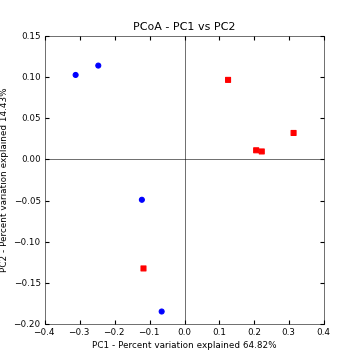 PCoA - PC1 vs PC2
0.15
0.10
0.05
0.00
−0.05
−0.10
−0.15
−0.20
PC2 - Percent variation explained 14.43%
−0.4 −0.3 −0.2 −0.1 0.0 0.1 0.2 0.3 0.4
PC1 - Percent variation explained 64.82%